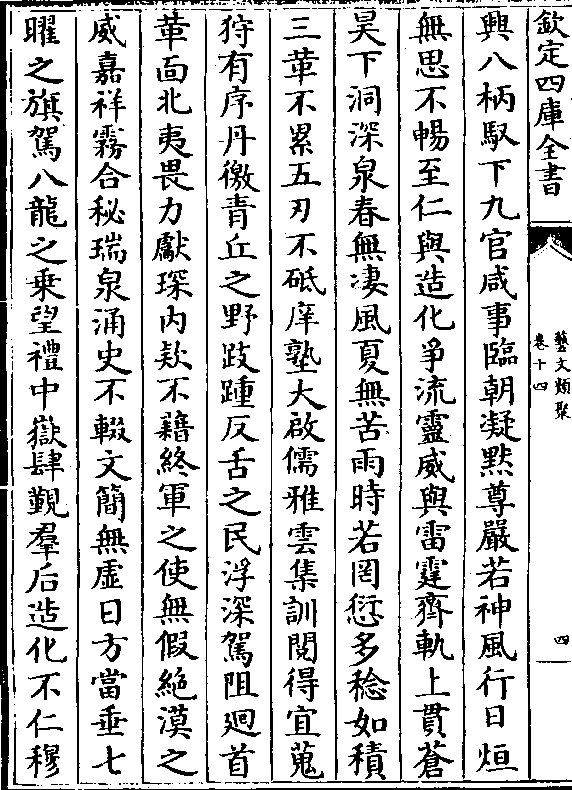 欽定四庫全書
藝文類聚
卷十四
四
興八柄馭下九官咸事臨朝凝㸃尊嚴若神風行日烜
無思不暢至仁與造化爭流靈威與雷霆齊軌上貫蒼
昊下洞深泉春無凄風夏無苦雨時若罔愆多稔如積
三革不累五刃不砥庠塾大啟儒雅雲集訓閲得宜蒐
狩有序丹徼青丘之野跂踵反舌之民浮深駕阻廻首
革面北夷畏力獻琛内欵不藉終軍之使無假絶漠之
威嘉祥霧合秘瑞泉涌史不輟文簡無虚日方當垂七
曜之旗駕八龍之乗望禮中嶽肆覲羣后造化不仁穆